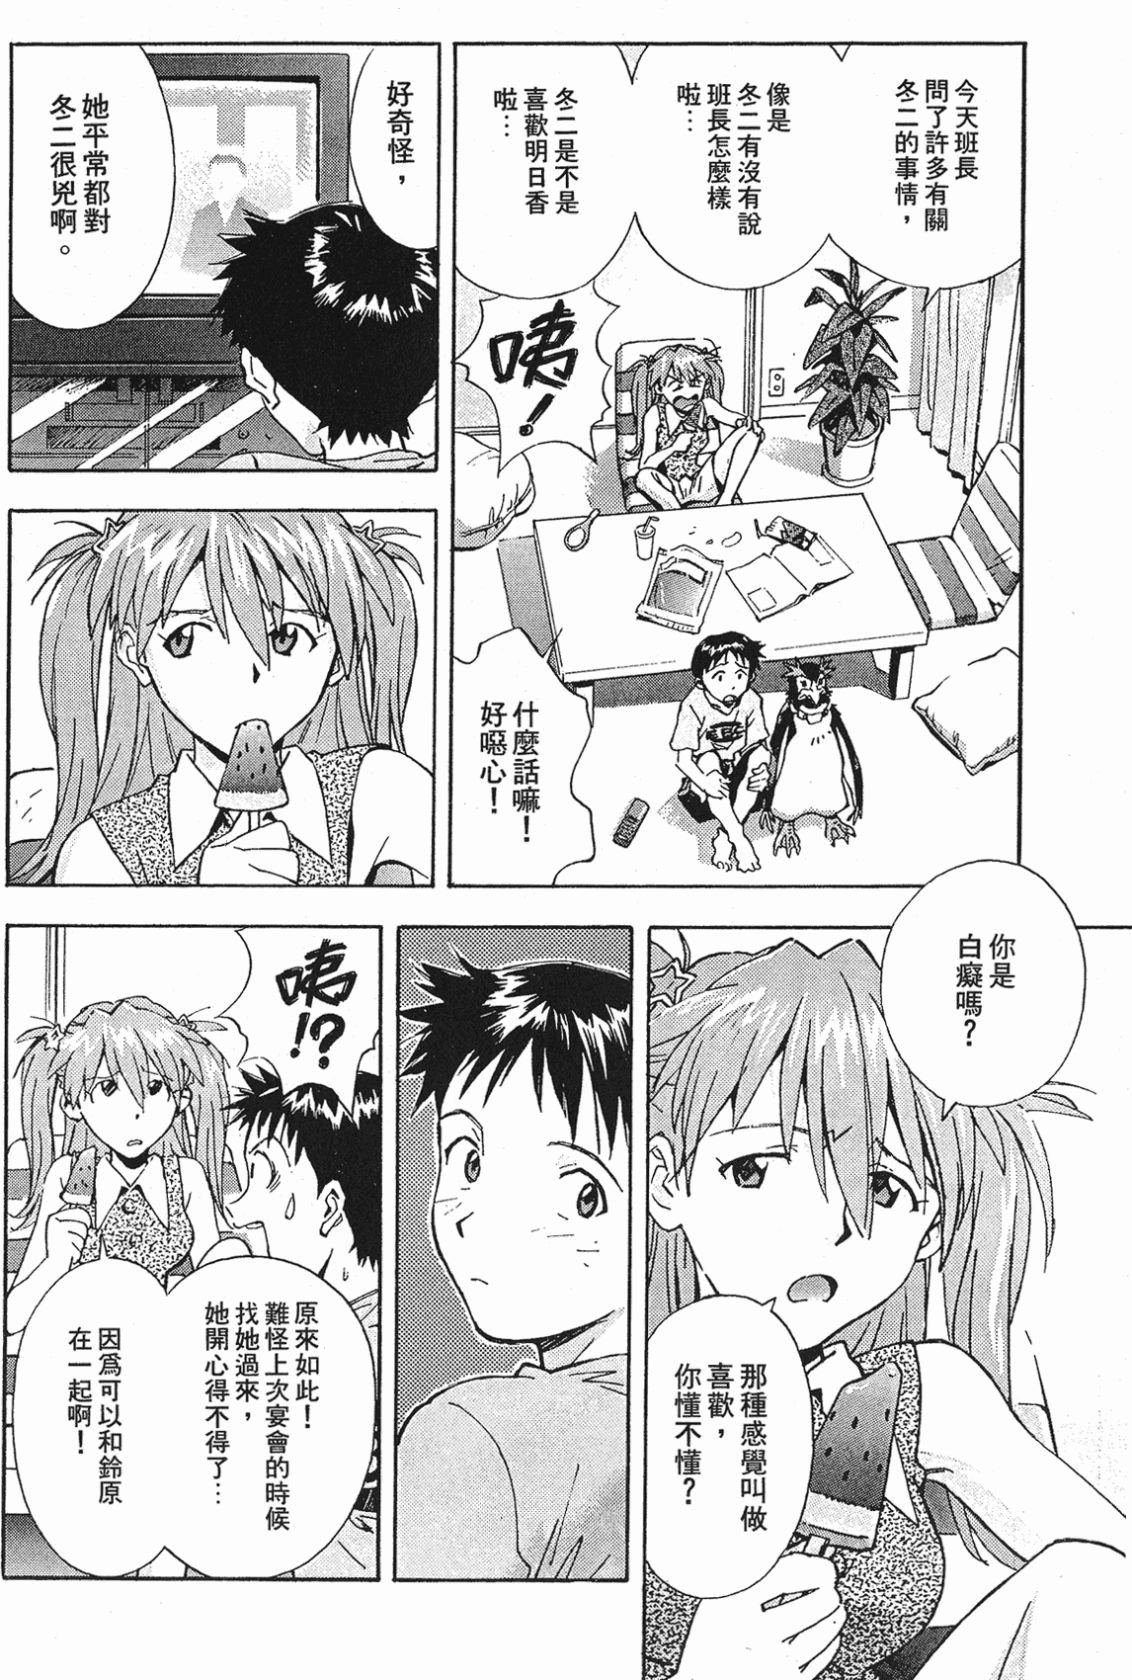 今天班長
問了許多有關
冬二的事情，
像是
冬二有沒有說
班長怎麼樣
啦…
冬二是不是
喜歡明日香
啦…
咦！
什麼話嘛！
好噁心！
好奇怪，
她平常都對
冬二很兇啊。
你是
白癡嗎？
那種感覺叫做
喜歡，
你懂不懂？
咦!?
原來如此！
難怪上次宴會的時候
找她過來，
她開心得不得了…
因為可以和鈴原
在一起啊！